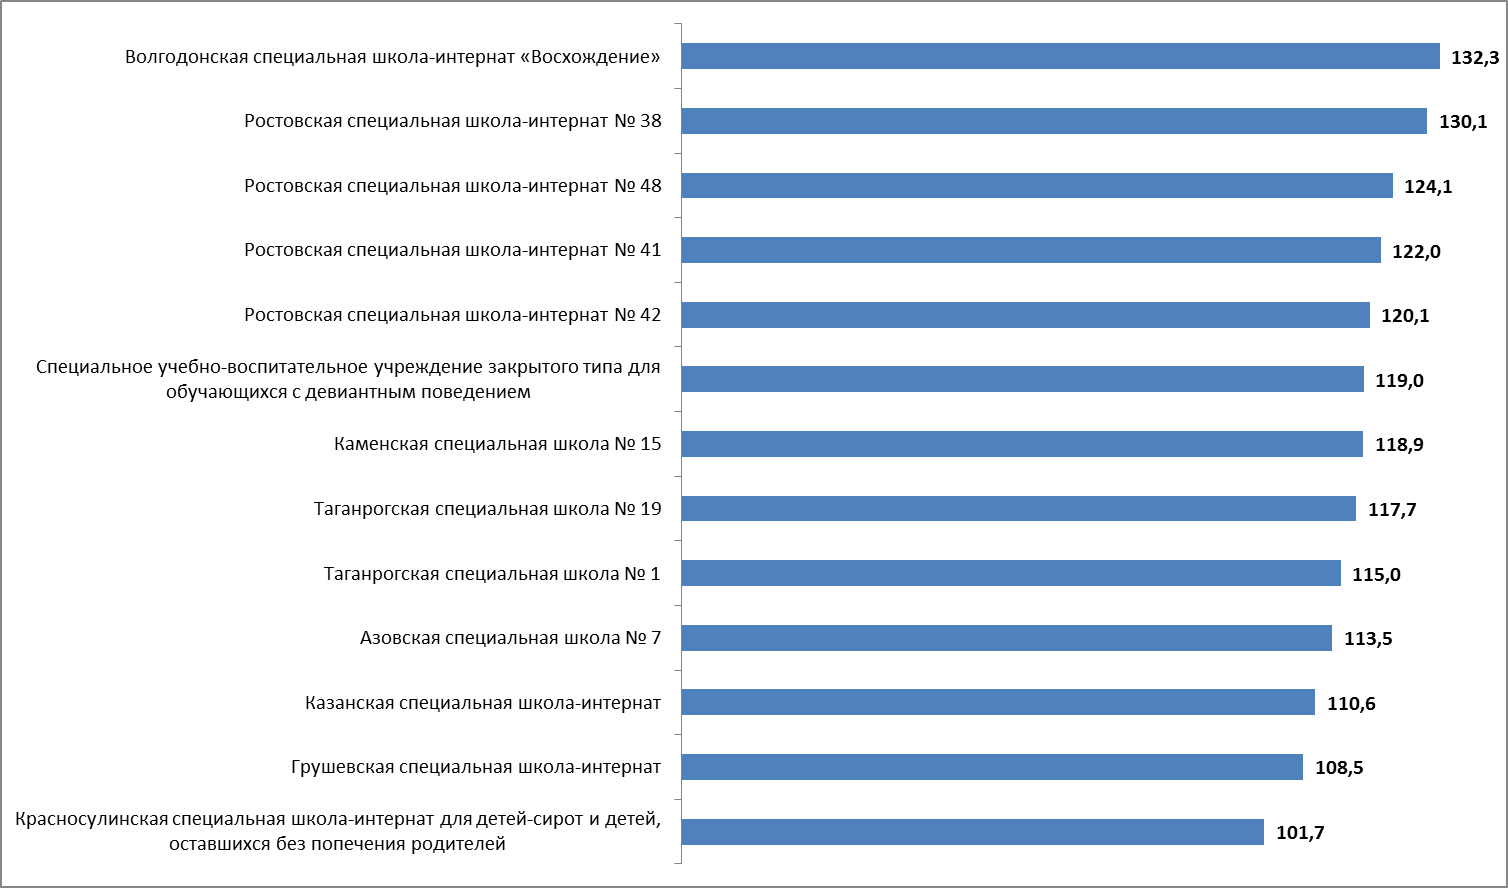 Волгодонская специальная школа-интернат «Восхождение»
132,3
Ростовская специальная школа-интернат № 38
130,1
Ростовская специальная школа-интернат № 48
124,1
Ростовская специальная школа-интернат № 41
122,0
Ростовская специальная школа-интернат № 42
120,1
Специальное учебно-воспитательное учреждение закрытого типа для
обучающихся с девиантным поведением
119,0
Каменская специальная школа № 15
118,9
Таганрогская специальная школа № 19
117,7
Таганрогская специальная школа № 1
115,0
Азовская специальная школа № 7
113,5
Казанская специальная школа-интернат
110,6
Грушевская специальная школа-интернат
108,5
Красносулинская специальная школа-интернат для детей-сирот и детей,
оставшихся без попечения родителей
101,7